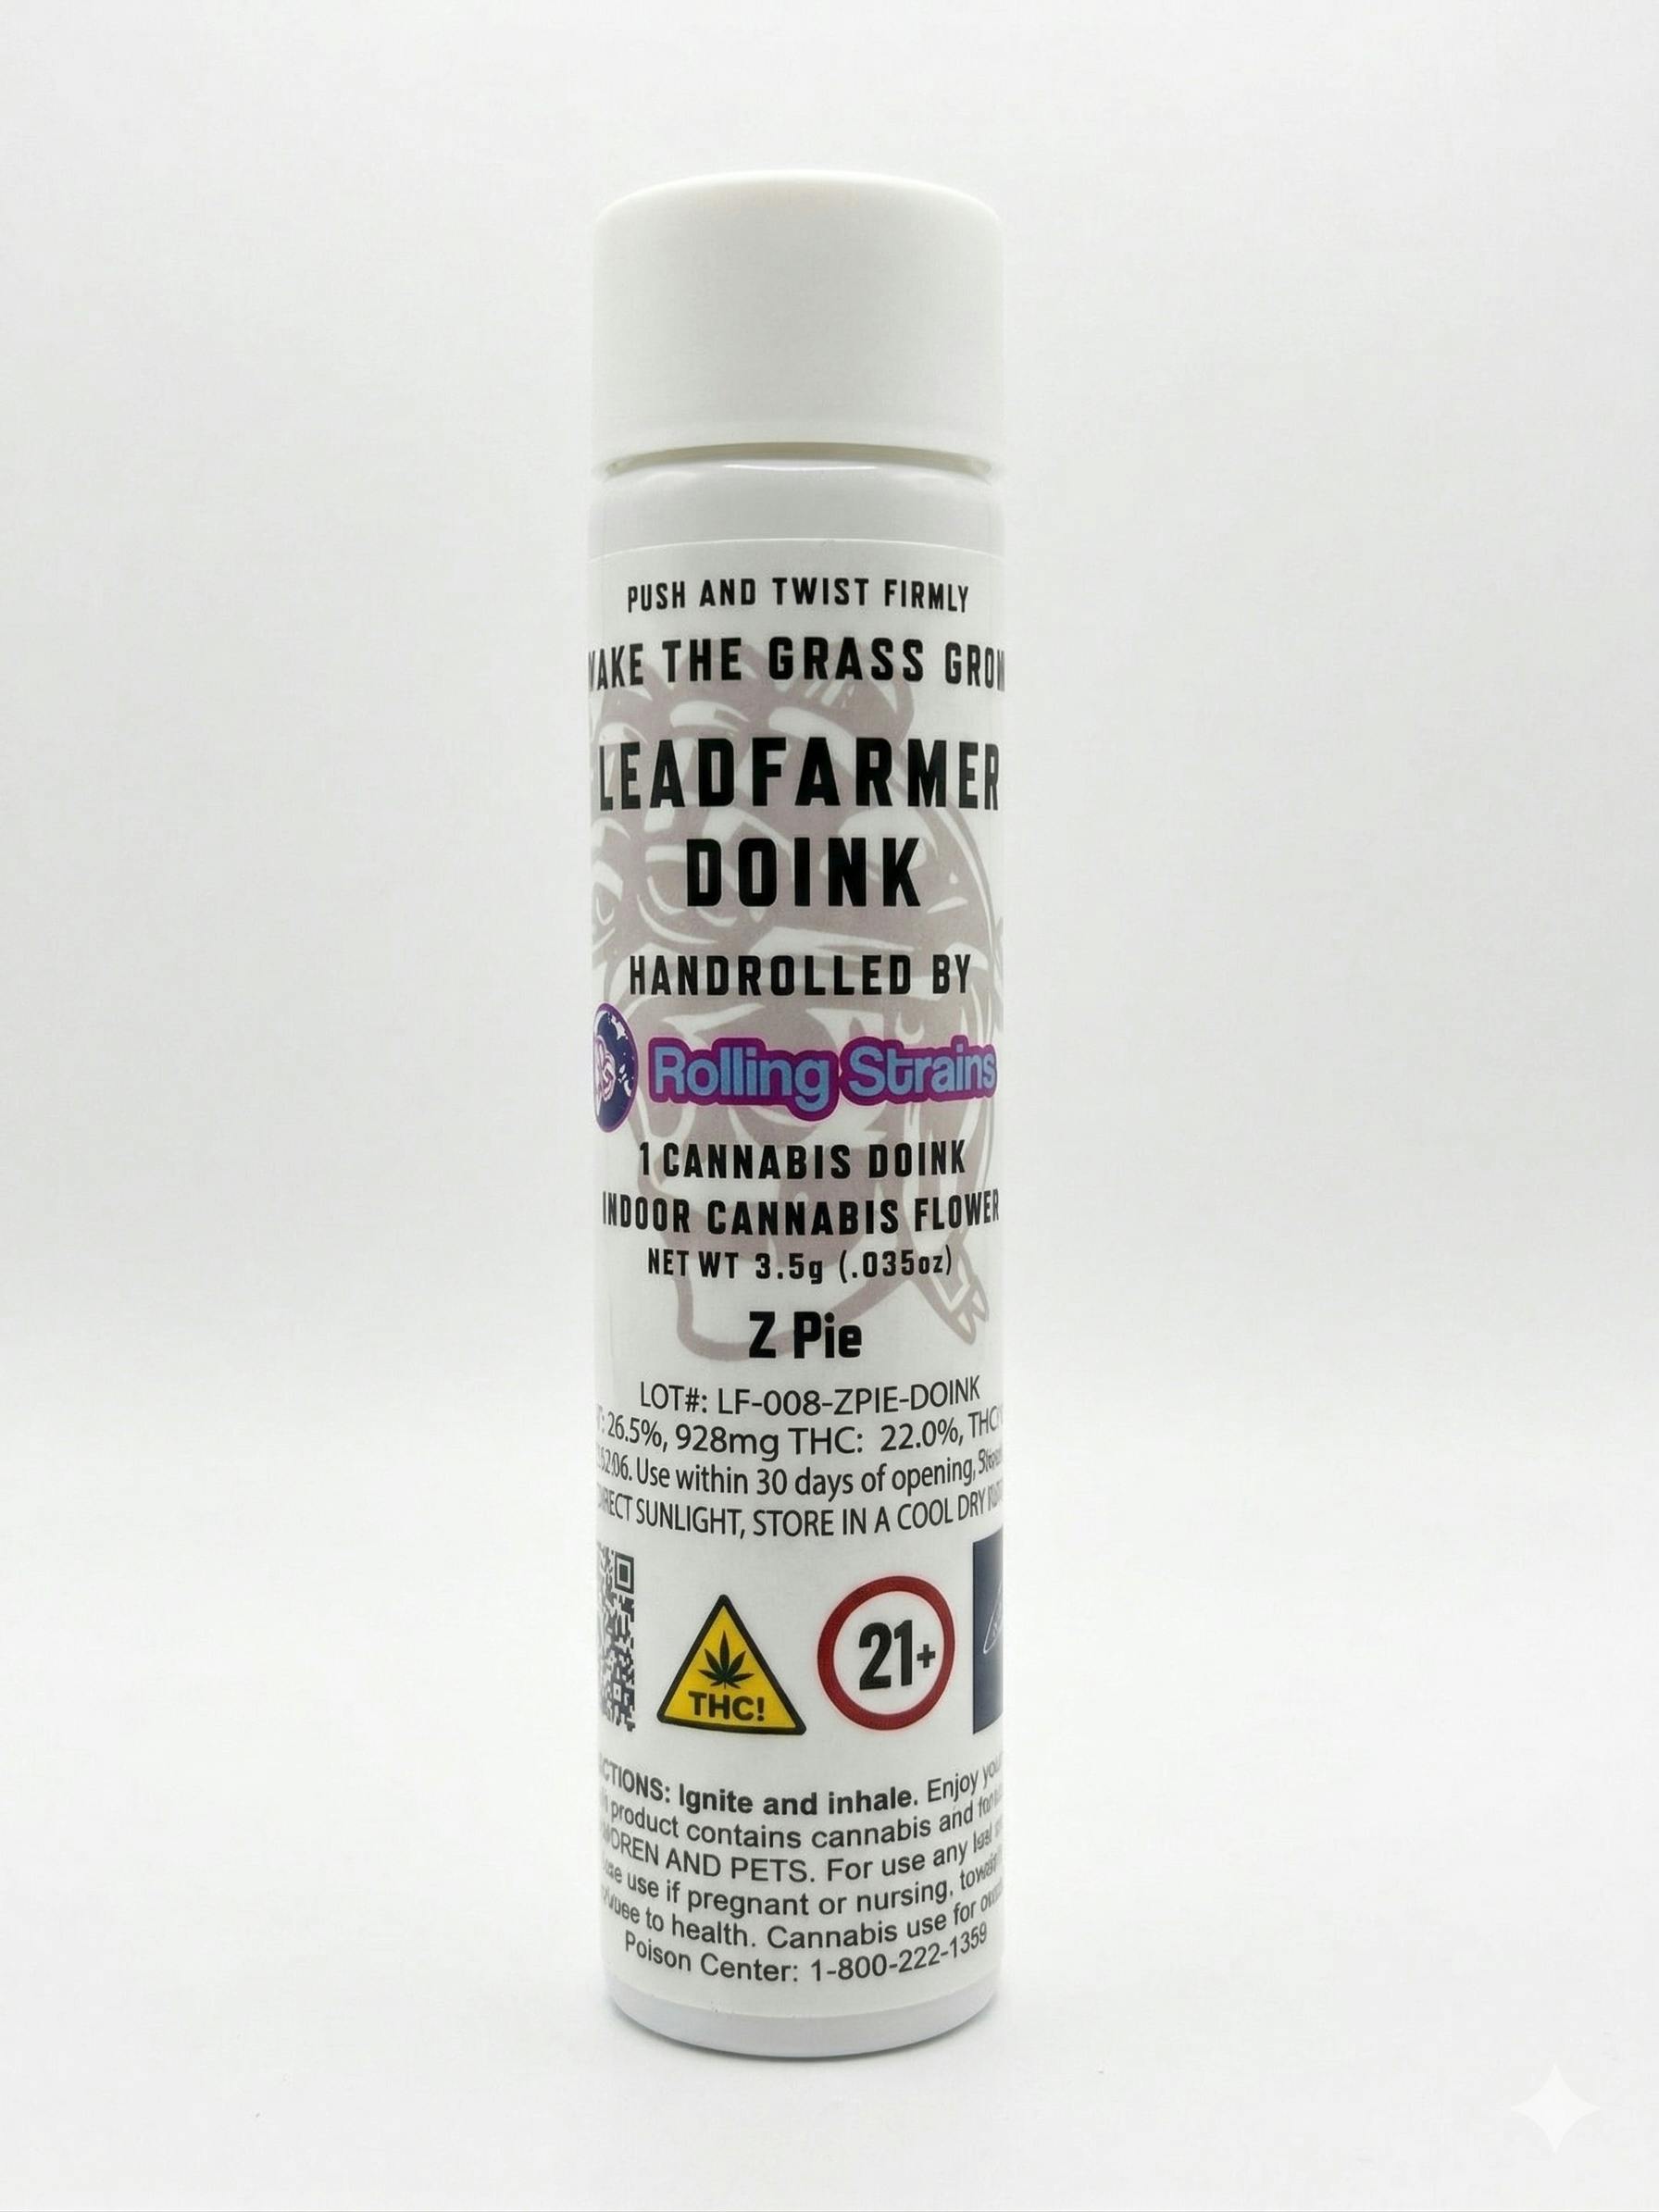 PUSH AND TWIST FIRMLY
THE GRASS
LEADFARMER
DOINK
HANDROLLED BY
Rolling Strains
1 CANNABIS DOINK
INDOOR CANNABIS FLOWER
NET WT 3.5g (.035oz)
Z Pie
LOT#: LF-008-ZPIE-DOINK
26.5%, 928mg THC: 22.0%,
Use within 30 days of opening,
SUNLIGHT, STORE IN A COOL DRY
THC!
21+
Ignite and inhale. Enjoy
product contains cannabis and
AND PETS. For use any
use if pregnant or nursing,
to health. Cannabis use for
Poison Center: 1-800-222-1359